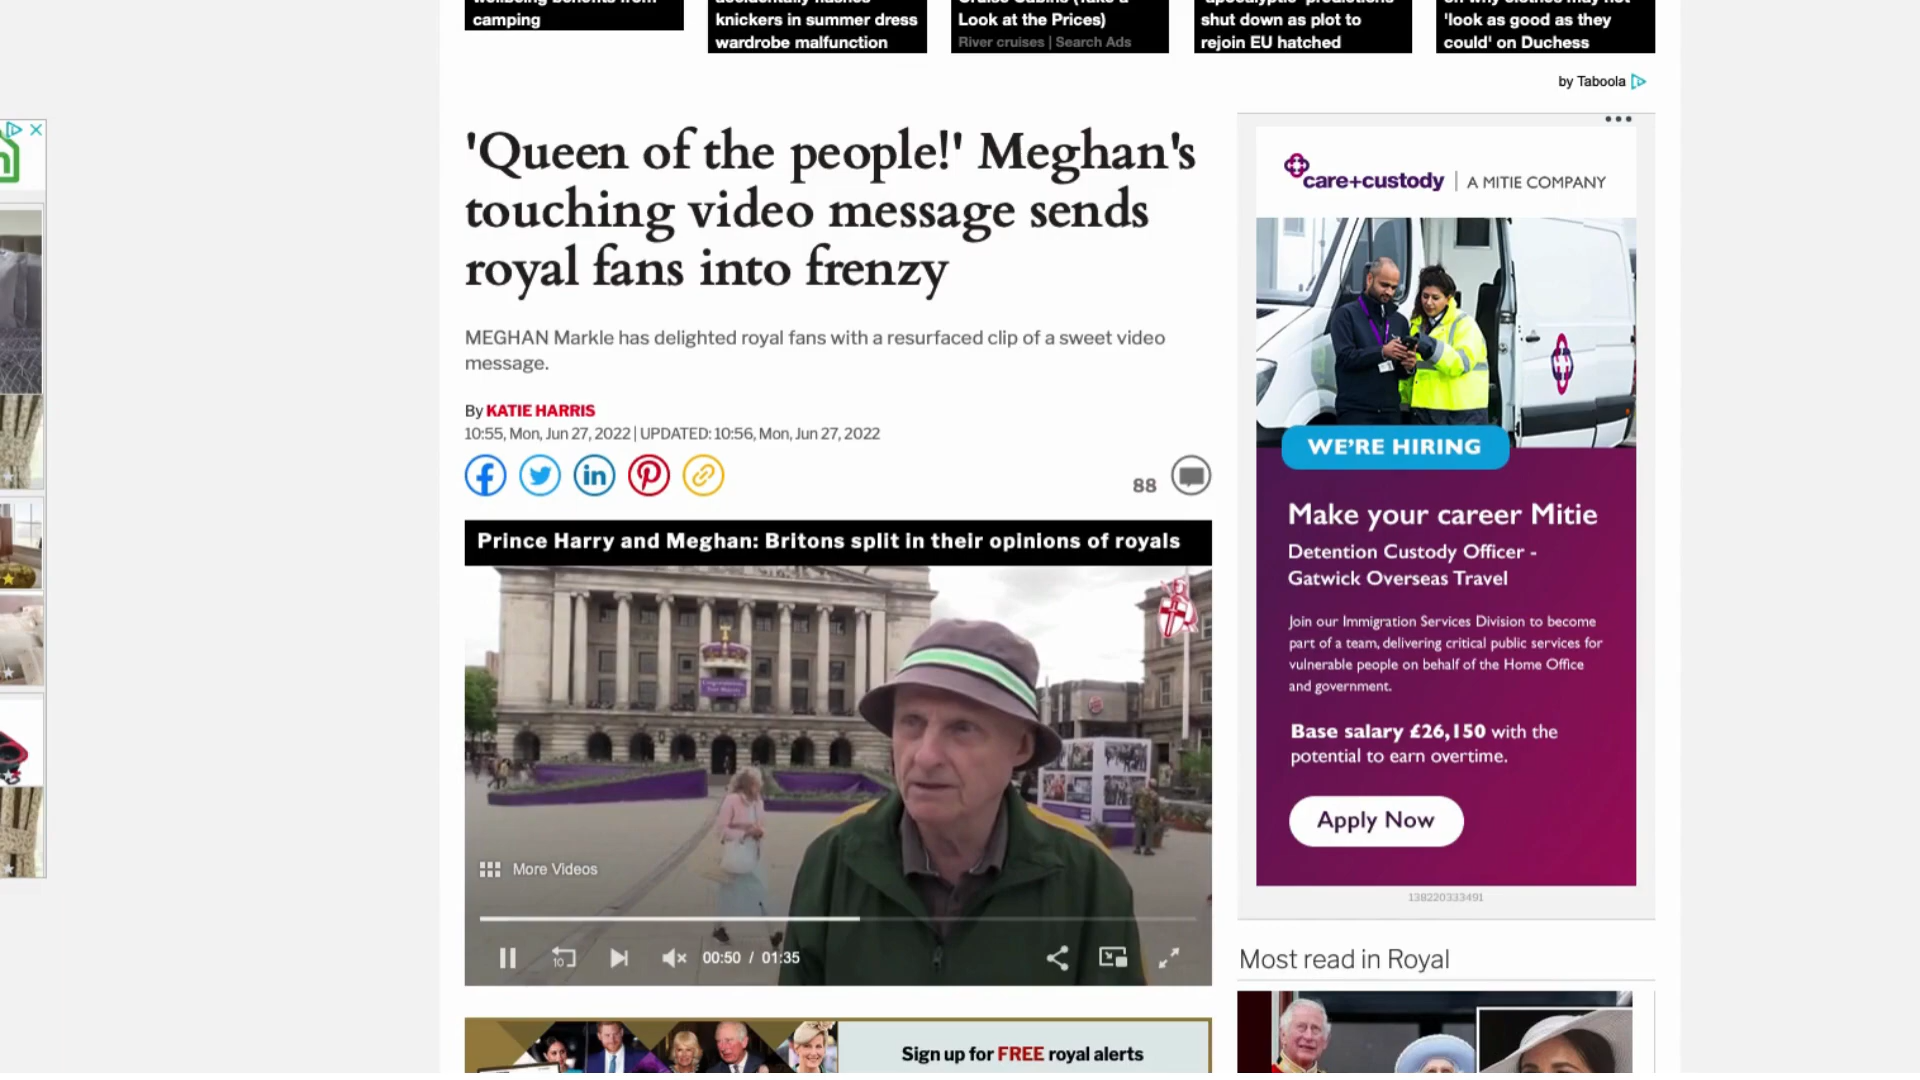 camping
knickers in summer dress
wardrobe malfunction
Look at the Prices)
River cruises | Search Ads
shut down as plot to
rejoin EU hatched
'look as good as they
could' on Duchess
by Taboola
'Queen of the people!' Meghan's
touching video message sends
royal fans into frenzy
MEGHAN Markle has delighted royal fans with a resurfaced clip of a sweet video
message.
By KATIE HARRIS
10:55, Mon, Jun 27, 2022 | UPDATED: 10:56, Mon, Jun 27, 2022
88
Prince Harry and Meghan: Britons split in their opinions of royals
More Videos
10
00:50 / 01:35
Sign up for FREE royal alerts
care+custody | A MITIE COMPANY
WE'RE HIRING
Make your career Mitie
Detention Custody Officer -
Gatwick Overseas Travel
Join our Immigration Services Division to become
part of a team, delivering critical public services for
vulnerable people on behalf of the Home Office
and government.
Base salary £26,150 with the
potential to earn overtime.
Apply Now
138220333491
Most read in Royal